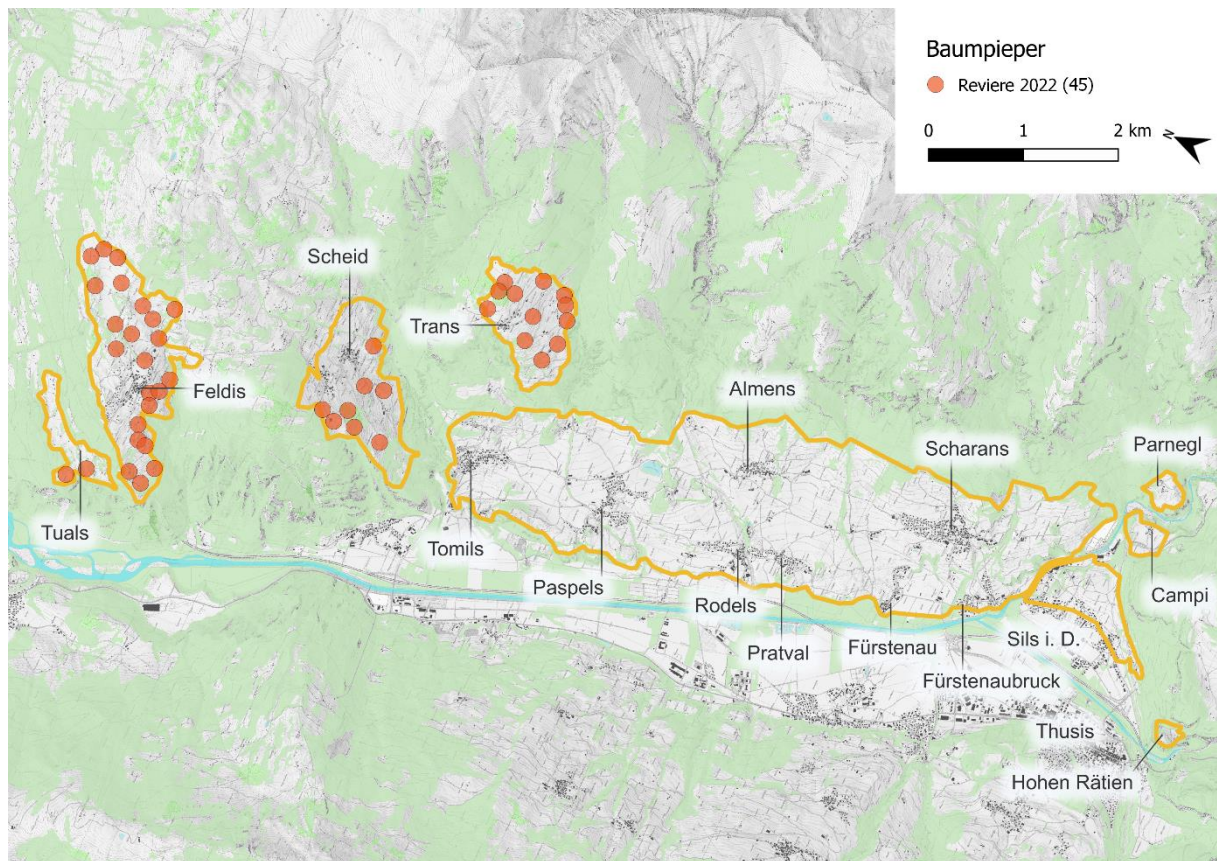 Baumpieper
Reviere 2022 (45)
0 1 2 km
N
Scheid
Trans
Feldis
Almens
Scharans
Parnegl
Tuals
Tomils
Paspels
Rodels
Campi
Pratval
Fürstenau
Sils i. D.
Fürstenaubruck
Thusis
Hohen Rätien